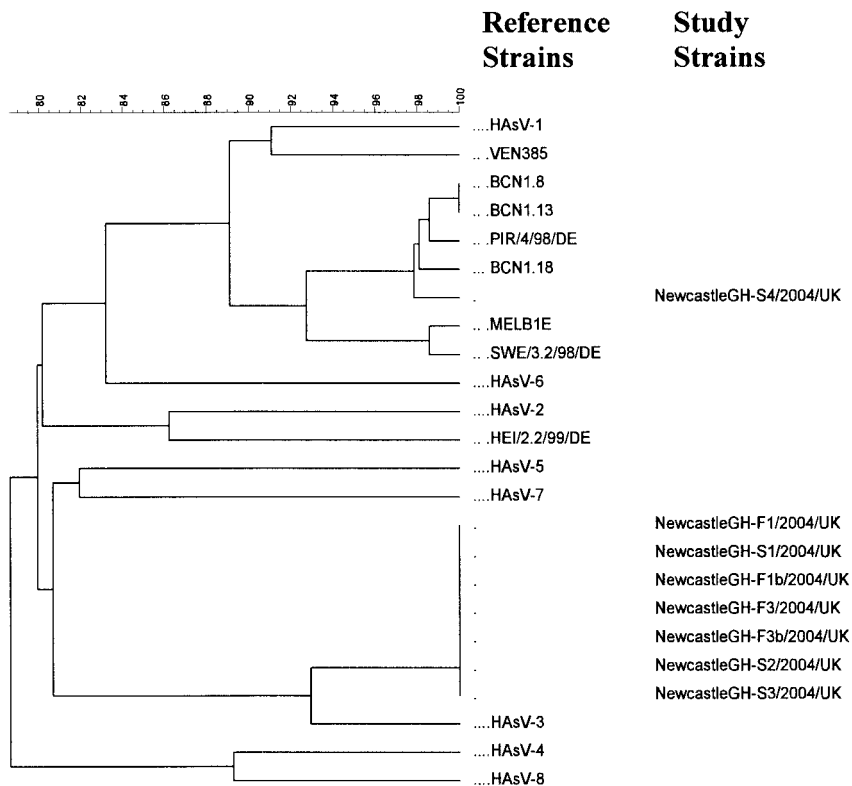 Reference Strains
Study Strains
80 82 84 86 88 90 92 94 96 98 100
....HAsV-1
.. .VEN385
.. .BCN1.8
.. .BCN1.13
.. .PIR/4/98/DE
... BCN1.18
. NewcastleGH-S4/2004/UK
.. .MELB1E
.. .SWE/3.2/98/DE
....HAsV-6
....HAsV-2
.. .HEI/2.2/99/DE
....HAsV-5
....HAsV-7
. NewcastleGH-F1/2004/UK
. NewcastleGH-S1/2004/UK
. NewcastleGH-F1b/2004/UK
. NewcastleGH-F3/2004/UK
. NewcastleGH-F3b/2004/UK
. NewcastleGH-S2/2004/UK
. NewcastleGH-S3/2004/UK
....HAsV-3
....HAsV-4
....HAsV-8